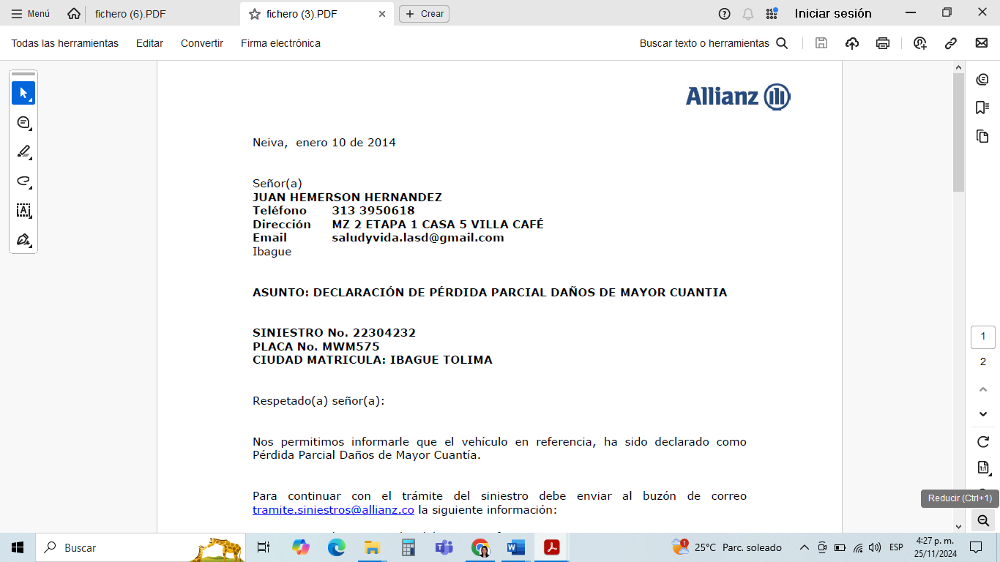 Menú
fichero (6).PDF
fichero (3).PDF
Crear
Iniciar sesión
Todas las herramientas
Editar
Convertir
Firma electrónica
Buscar texto o herramientas
Allianz
Neiva, enero 10 de 2014
Señor(a)
JUAN HEMERSON HERNANDEZ
Teléfono 313 3950618
Dirección MZ 2 ETAPA 1 CASA 5 VILLA CAFÉ
Email saludyvida.lasd@gmail.com
Ibague
ASUNTO: DECLARACIÓN DE PÉRDIDA PARCIAL DAÑOS DE MAYOR CUANTIA
SINIESTRO No. 22304232
PLACA No. MWM575
CIUDAD MATRICULA: IBAGUE TOLIMA
Respetado(a) señor(a):
Nos permitimos informarle que el vehículo en referencia, ha sido declarado como
Pérdida Parcial Daños de Mayor Cuantía.
Para continuar con el trámite del siniestro debe enviar al buzón de correo
tramite.siniestros@allianz.co la siguiente información:
1
2
1:1
Reducir (Ctrl+1)
Buscar
1
25°C Parc. soleado
ESP
4:27 p. m.
25/11/2024